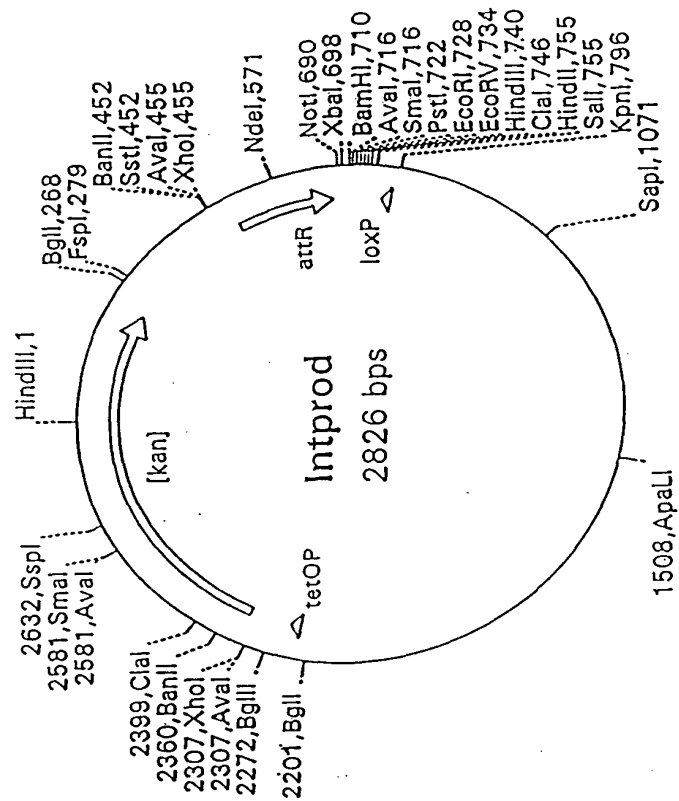 HindIII,1
BglI,268
FspI,279
BanII,452
SstI,452
AvaI,455
XhoI,455
NdeI,571
NotI,690
XbaI,698
BamHI,710
AvaI,716
SmaI,716
PstI,722
EcoRI,728
EcoRV,734
HindIII,740
ClaI,746
HindII,755
SalI,755
KpnI,796
SapI,1071
1508,ApaLI
2201,BglI
2272,BglII
2307,AvaI
2307,XhoI
2360,BanII
2399,ClaI
2581,AvaI
2581,SmaI
2632,SspI
[kan]
attR
loxP
tetOP
Intprod
2826 bps